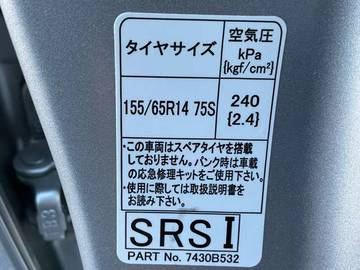 タイヤサイズ
空気圧
kPa
{kgf/cm²}
155/65R14 75S
240
{2.4}
・この車両はスペアタイヤを搭載
しておりません。パンク時は車載
の応急修理キットをご使用下さい。
・使用に際しては取扱説明書を
お読み下さい。
SRSI
PART No. 7430B532